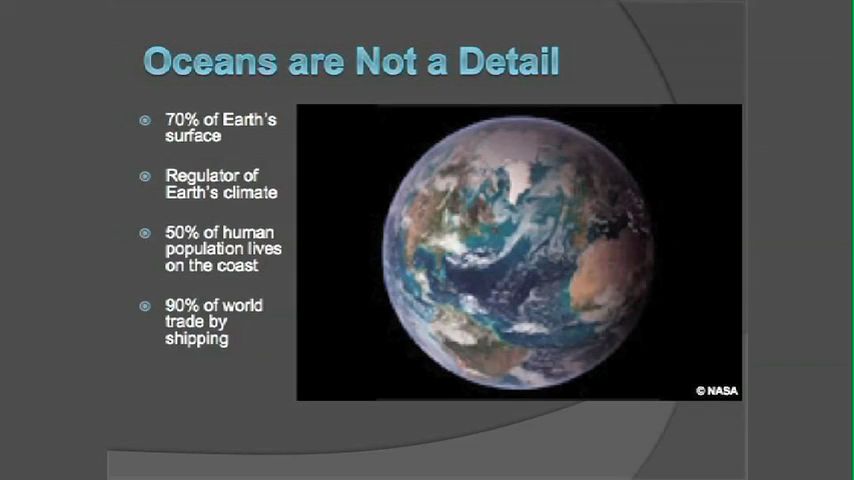 Oceans are Not a Detail
70% of Earth's
surface
Regulator of
Earth's climate
50% of human
population lives
on the coast
90% of world
trade by
shipping
© NASA